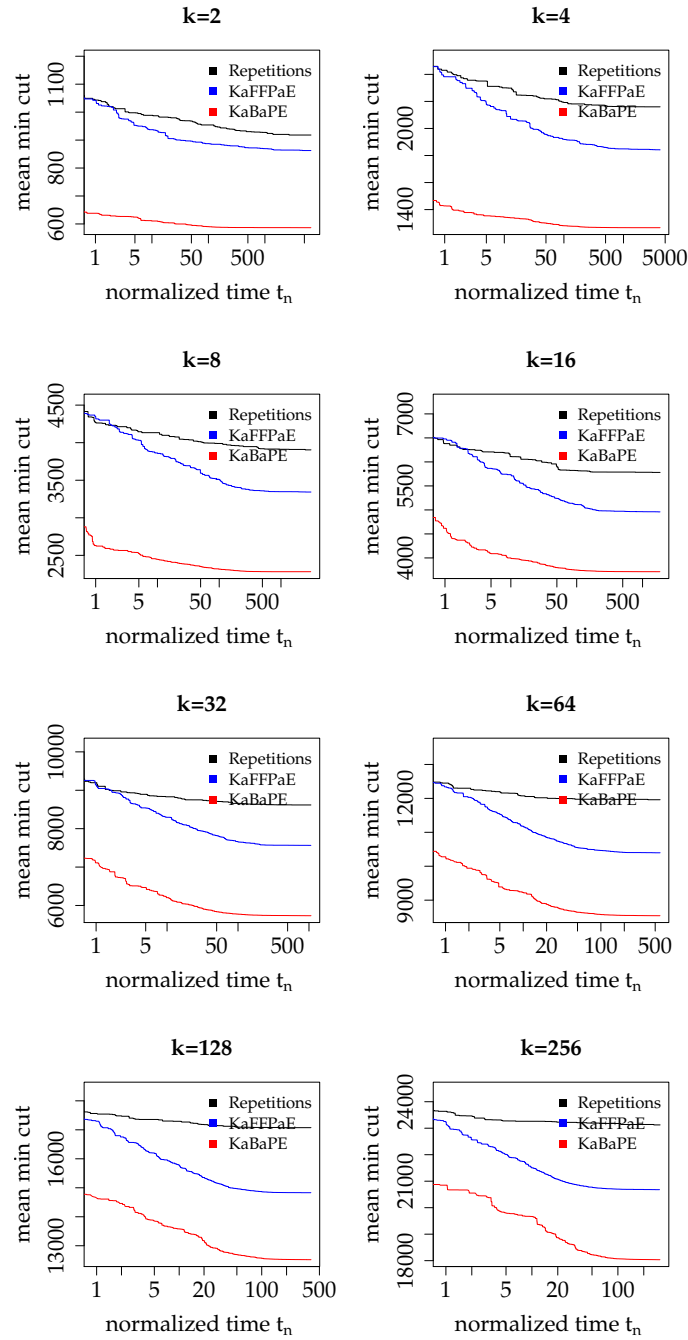 k=2
mean min cut
600 800 1100
Repetitions
KaFFPaE
KaBaPE
1 5 50 500
normalized time tn
k=4
mean min cut
1400 2000
Repetitions
KaFFPaE
KaBaPE
1 5 50 500 5000
normalized time tn
k=8
mean min cut
2500 3500 4500
Repetitions
KaFFPaE
KaBaPE
1 5 50 500
normalized time tn
k=16
mean min cut
4000 5500 7000
Repetitions
KaFFPaE
KaBaPE
1 5 50 500
normalized time tn
k=32
mean min cut
6000 8000 10000
Repetitions
KaFFPaE
KaBaPE
1 5 50 500
normalized time tn
k=64
mean min cut
9000 12000
Repetitions
KaFFPaE
KaBaPE
1 5 20 100 500
normalized time tn
k=128
mean min cut
13000 16000
Repetitions
KaFFPaE
KaBaPE
1 5 20 100 500
normalized time tn
k=256
mean min cut
18000 21000 24000
Repetitions
KaFFPaE
KaBaPE
1 5 20 100
normalized time tn